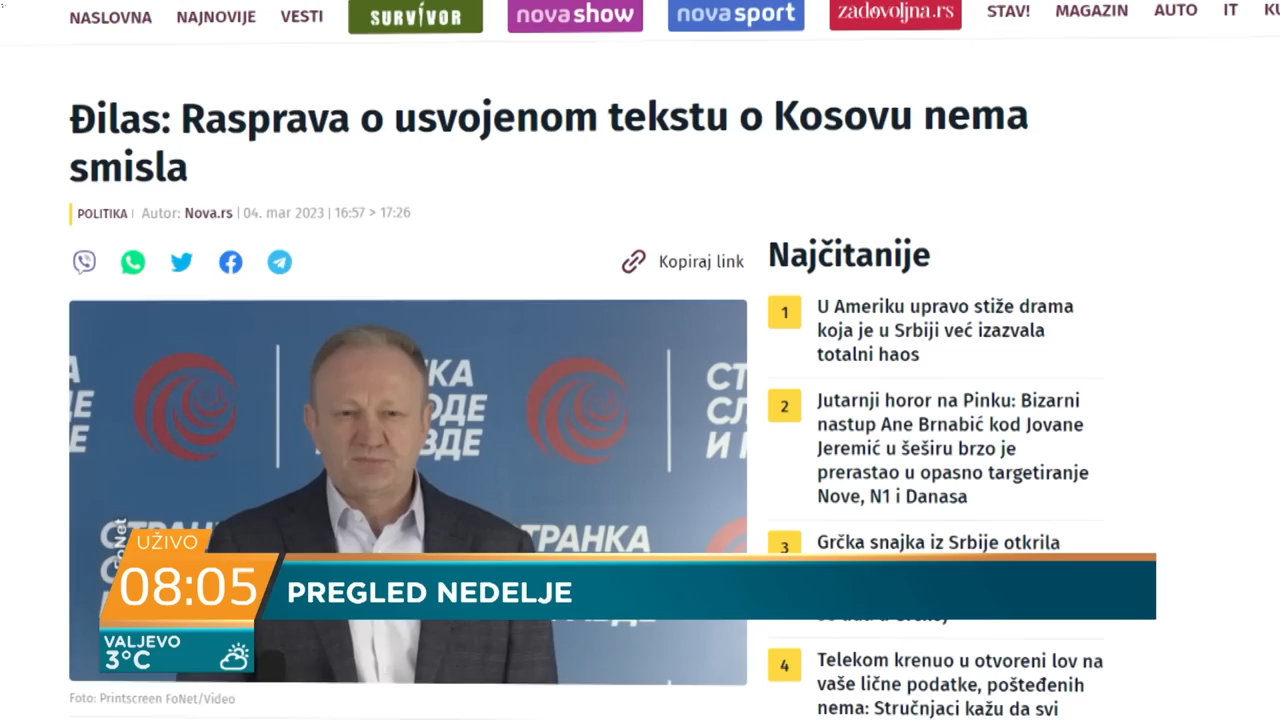 NASLOVNA NAJNOVIJE VESTI SURVIVOR nova show nova sport zadovoljna.rs STAV! MAGAZIN AUTO IT
Đilas: Rasprava o usvojenom tekstu o Kosovu nema
smisla
POLITIKA | Autor: Nova.rs | 04. mar 2023 | 16:57 > 17:26
Kopiraj link
Najčitanije
1
U Ameriku upravo stiže drama
koja je u Srbiji već izazvala
totalni haos
2
Jutarnji horor na Pinku: Bizarni
nastup Ane Brnabić kod Jovane
Jeremić u šeširu brzo je
prerastao u opasno targetiranje
Nove, N1 i Danasa
3
Grčka snajka iz Srbije otkrila
4
Telekom krenuo u otvoreni lov na
vaše lične podatke, pošteđenih
nema: Stručnjaci kažu da svi
СТРАНКА
FoNet
UŽIVO
08:05
PREGLED NEDELJE
VALJEVO
3°C
Foto: Printscreen FoNet/Video